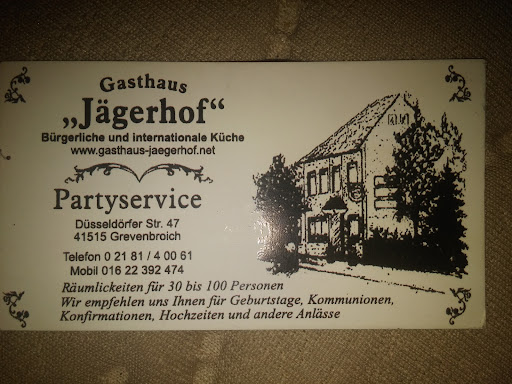 Gasthaus
„Jägerhof“
Bürgerliche und internationale Küche
www.gasthaus-jaegerhof.net
Partyservice
Düsseldörfer Str. 47
41515 Grevenbroich
Telefon 0 21 81 / 4 00 61
Mobil 016 22 392 474
Räumlickeiten für 30 bis 100 Personen
Wir empfehlen uns Ihnen für Geburtstage, Kommunionen,
Konfirmationen, Hochzeiten und andere Anlässe